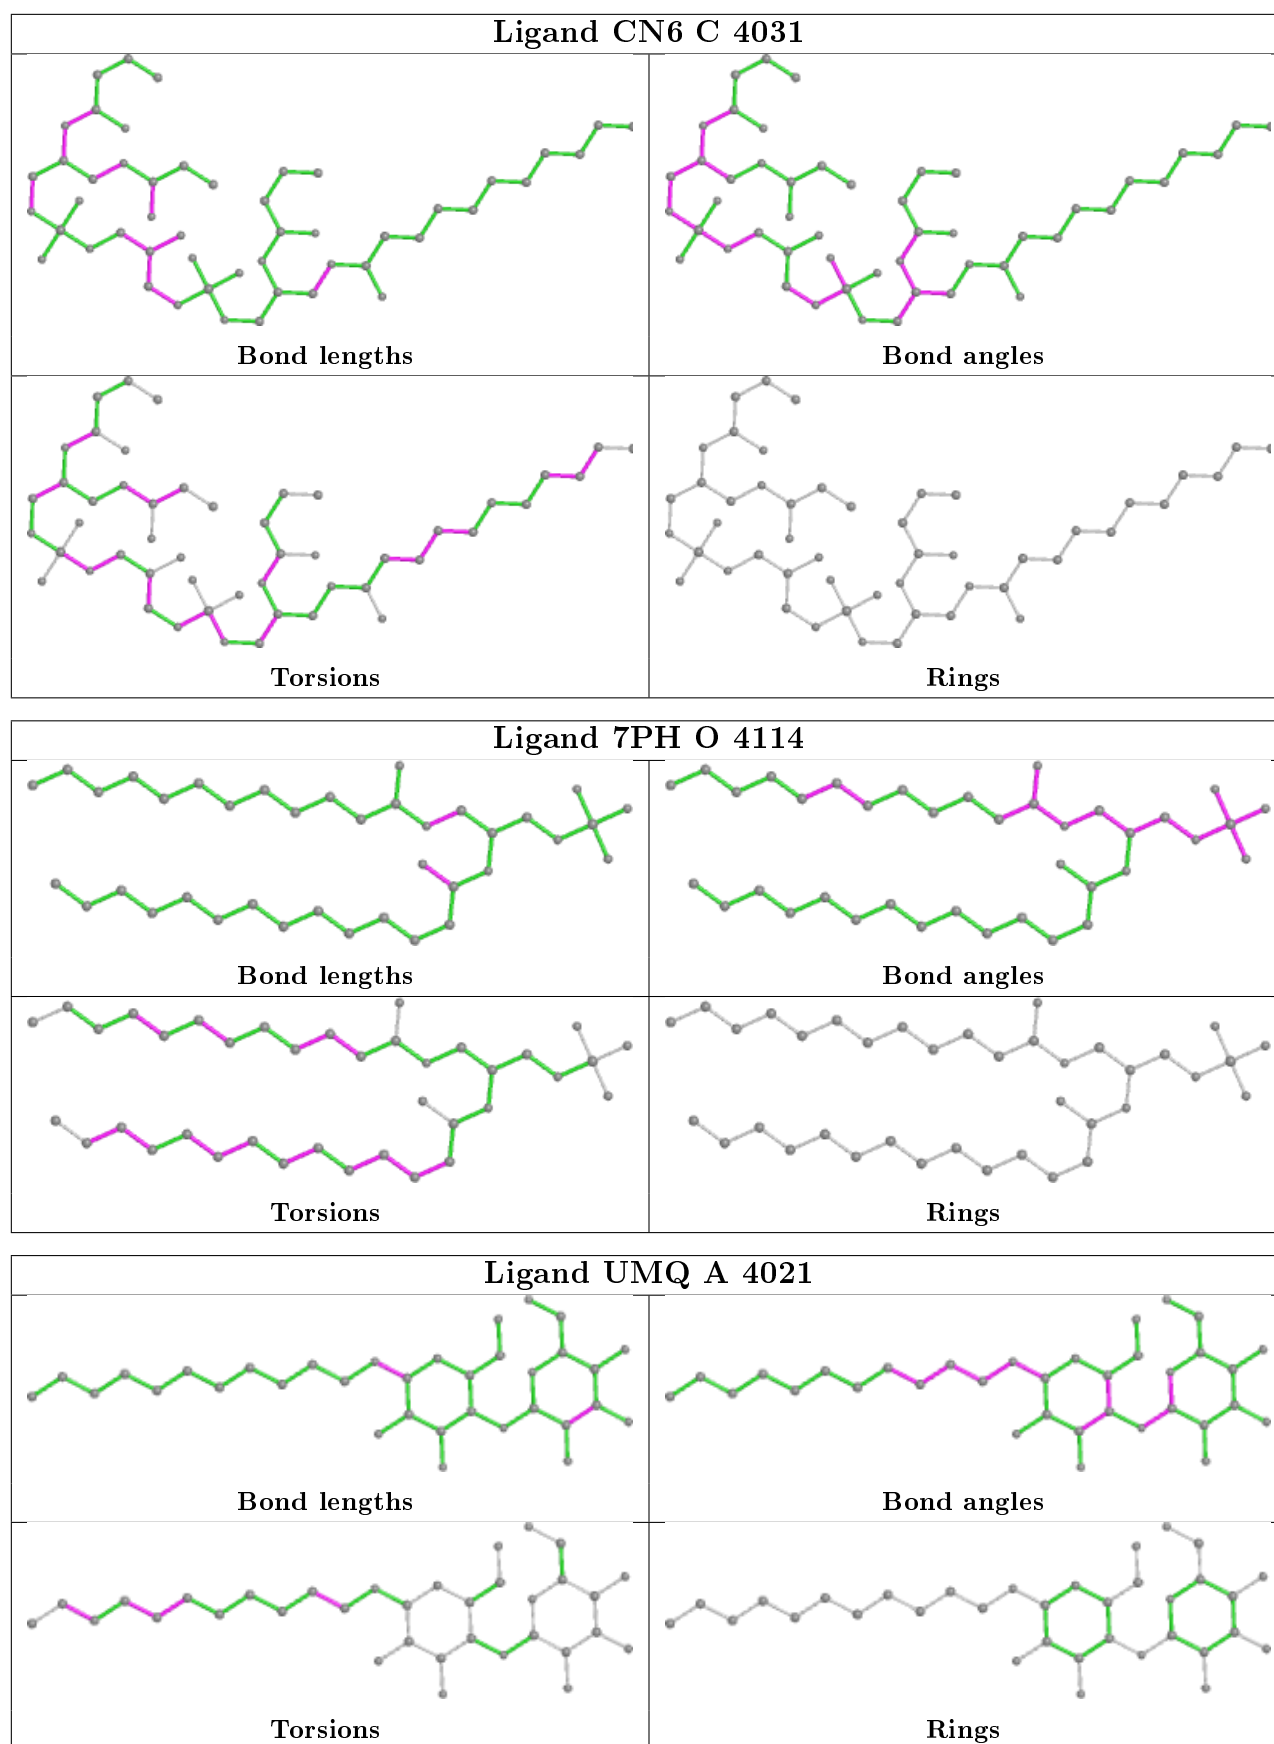 Ligand CN6 C 4031
Bond lengths
Bond angles
Torsions
Rings
Ligand 7PH O 4114
Bond lengths
Bond angles
Torsions
Rings
Ligand UMQ A 4021
Bond lengths
Bond angles
Torsions
Rings